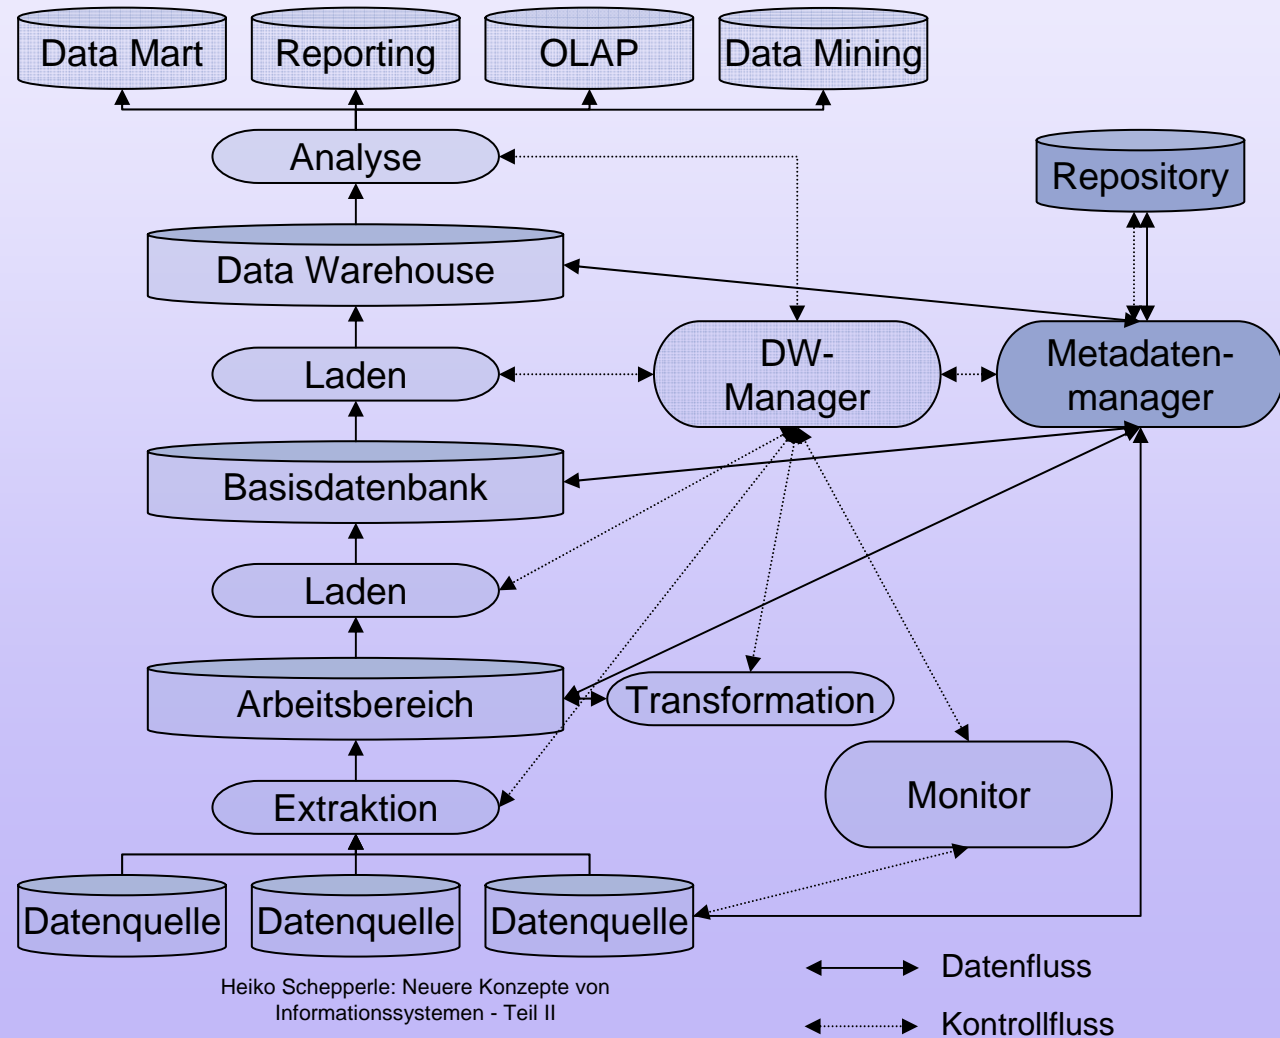 Data Mart
Reporting
OLAP
Data Mining
Analyse
Repository
Data Warehouse
Laden
DW-
Manager
Metadaten-
manager
Basisdatenbank
Laden
Arbeitsbereich
Transformation
Extraktion
Monitor
Datenquelle
Datenquelle
Datenquelle
Datenfluss
Kontrollfluss
Heiko Schepperle: Neuere Konzepte von
Informationssystemen - Teil II